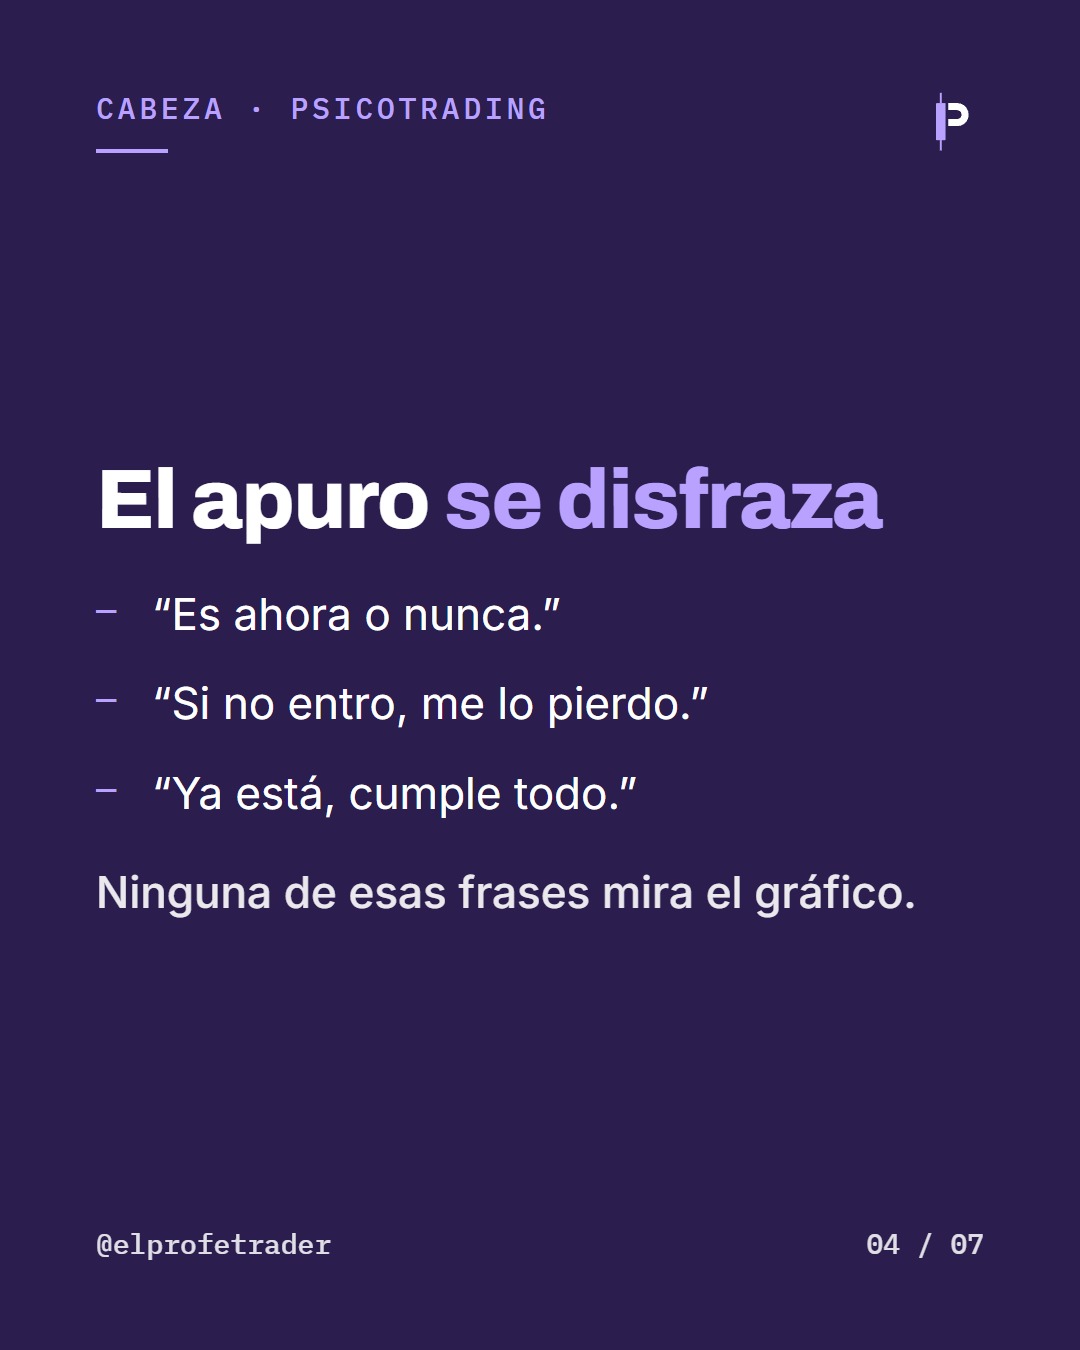 CABEZA · PSICOTRADING
P
El apuro se disfraza
– “Es ahora o nunca.”
– “Si no entro, me lo pierdo.”
– “Ya está, cumple todo.”
Ninguna de esas frases mira el gráfico.
@elprofetrader
04 / 07